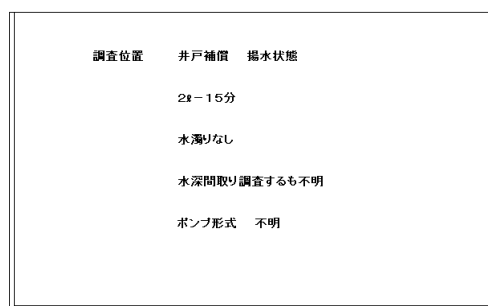 調査位置 井戸補償 揚水状態
2ℓ-15分
水濁りなし
水深間取り調査するも不明
ポンプ形式 不明